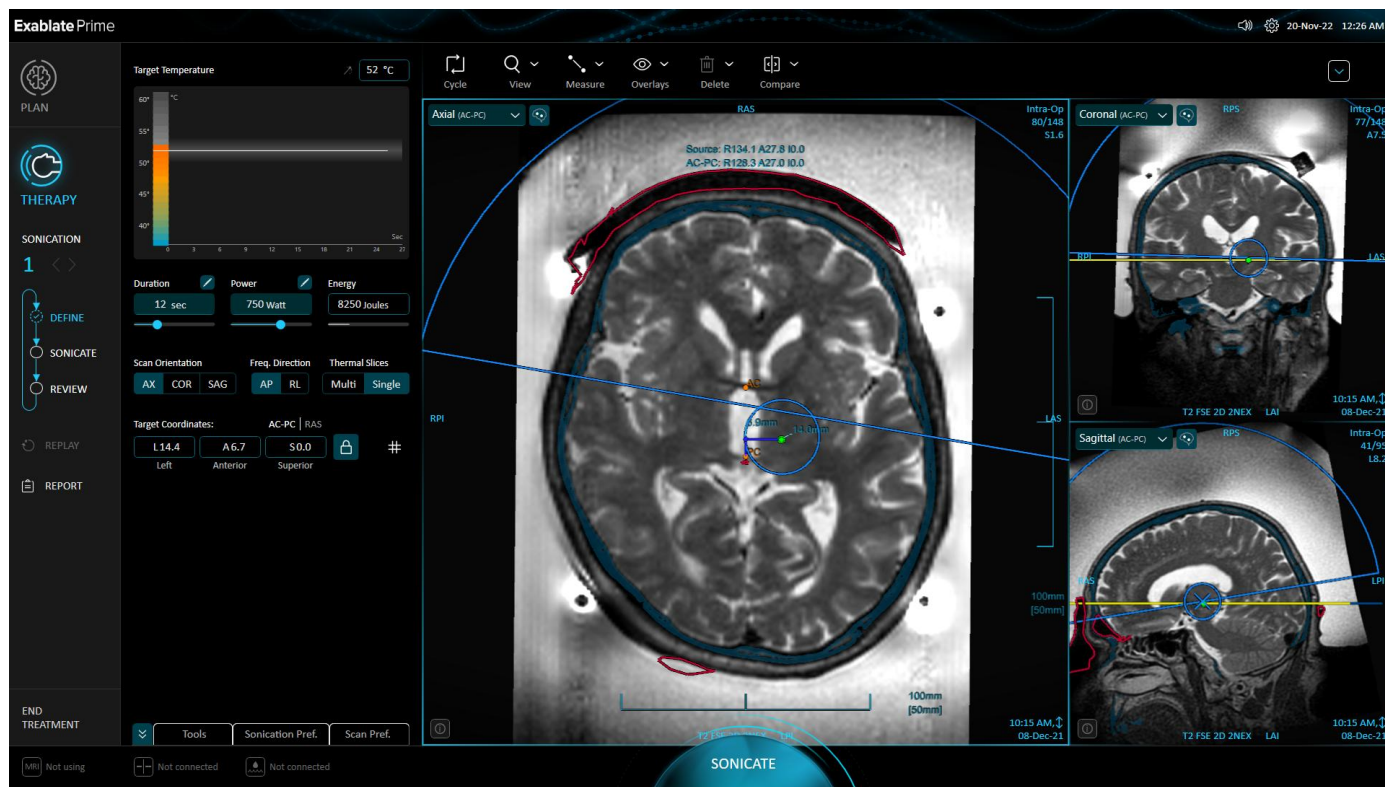 Exablate Prime
20-Nov-22 12:26 AM
PLAN
THERAPY
SONICATION
1
DEFINE
SONICATE
REVIEW
REPLAY
REPORT
END
TREATMENT
Target Temperature
52 °C
°C
60°
55°
50°
45°
40°
Sec
0 3 6 9 12 15 18 21 24 27
Duration Power Energy
12 sec 750 Watt 8250 Joules
Scan Orientation Freq. Direction Thermal Slices
AX COR SAG AP RL Multi Single
Target Coordinates: AC-PC | RAS
L14.4 A6.7 S0.0
Left Anterior Superior
Tools Sonication Pref. Scan Pref.
Cycle View Measure Overlays Delete Compare
Axial (AC-PC)
RAS
Intra-Op
80/148
S1.6
Source: R134.1 A27.8 I0.0
AC-PC: R128.3 A27.0 I0.0
RPI
LAS
AC
PC
14.0mm
100mm
[50mm]
100mm
[50mm]
LPI
10:15 AM,
08-Dec-21
Coronal (AC-PC)
RPS
Intra-Op
77/148
A7.5
RPI
LAS
10:15 AM,
T2 FSE 2D 2NEX LAI
08-Dec-21
Sagittal (AC-PC)
RPS
Intra-Op
41/95
L8.2
RAS
LPI
10:15 AM,
T2 FSE 2D 2NEX LAI
08-Dec-21
MRI Not using
Not connected
Not connected
SONICATE